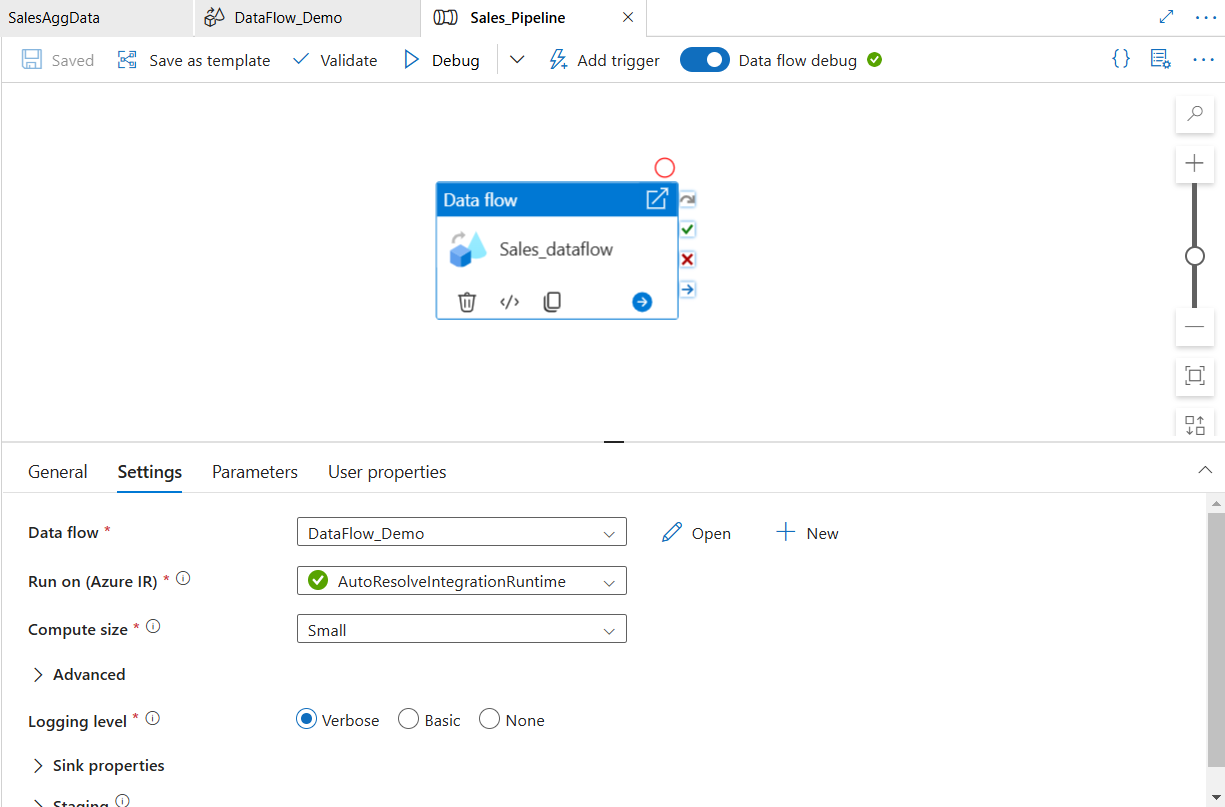 SalesAggData
DataFlow_Demo
Sales_Pipeline
Saved
Save as template
Validate
Debug
Add trigger
Data flow debug
Data flow
Sales_dataflow
General
Settings
Parameters
User properties
Data flow *
DataFlow_Demo
Open
New
Run on (Azure IR) *
AutoResolveIntegrationRuntime
Compute size *
Small
Advanced
Logging level *
Verbose
Basic
None
Sink properties
Staging